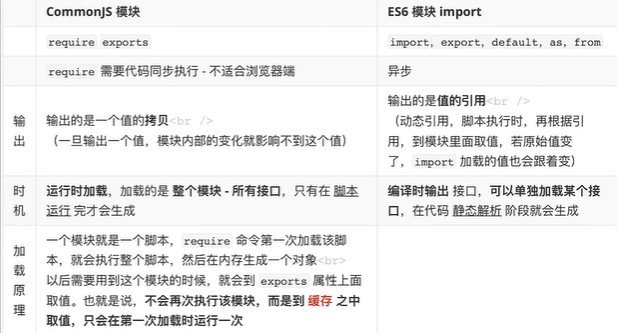 CommonJS 模块
ES6 模块 import
require exports
import, export, default, as, from
require 需要代码同步执行 - 不适合浏览器端
异步
输出
输出的是一个值的拷贝<br />
（一旦输出一个值，模块内部的变化就影响不到这个值）
输出的是值的引用<br />
（动态引用，脚本执行时，再根据引
用，到模块里面取值，若原始值变
了，import 加载的值也会跟着变）
时机
运行时加载，加载的是 整个模块 - 所有接口，只有在 脚本
运行 完才会生成
编译时输出 接口，可以单独加载某个接
口，在代码 静态解析 阶段就会生成
加载原理
一个模块就是一个脚本，require 命令第一次加载该脚
本，就会执行整个脚本，然后在内存生成一个对象<br>
以后需要用到这个模块的时候，就会到 exports 属性上面
取值。也就是说，不会再次执行该模块，而是到 缓存 之中
取值，只会在第一次加载时运行一次